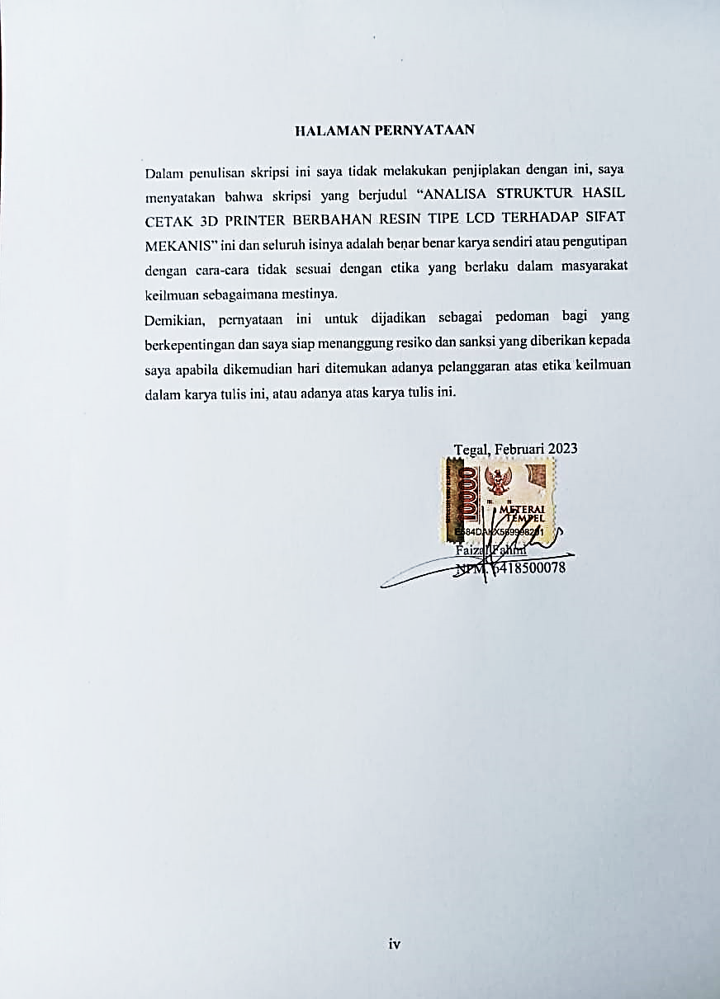 HALAMAN PERNYATAAN
Dalam penulisan skripsi ini saya tidak melakukan penjiplakan dengan ini, saya
menyatakan bahwa skripsi yang berjudul “ANALISA STRUKTUR HASIL
CETAK 3D PRINTER BERBAHAN RESIN TIPE LCD TERHADAP SIFAT
MEKANIS” ini dan seluruh isinya adalah benar benar karya sendiri atau pengutipan
dengan cara-cara tidak sesuai dengan etika yang berlaku dalam masyarakat
keilmuan sebagaimana mestinya.
Demikian, pernyataan ini untuk dijadikan sebagai pedoman bagi yang
berkepentingan dan saya siap menanggung resiko dan sanksi yang diberikan kepada
saya apabila dikemudian hari ditemukan adanya pelanggaran atas etika keilmuan
dalam karya tulis ini, atau adanya atas karya tulis ini.
Tegal, Februari 2023
10000
METERAI
TEMPEL
Faizal Fahmi
NPM. 6418500078
iv